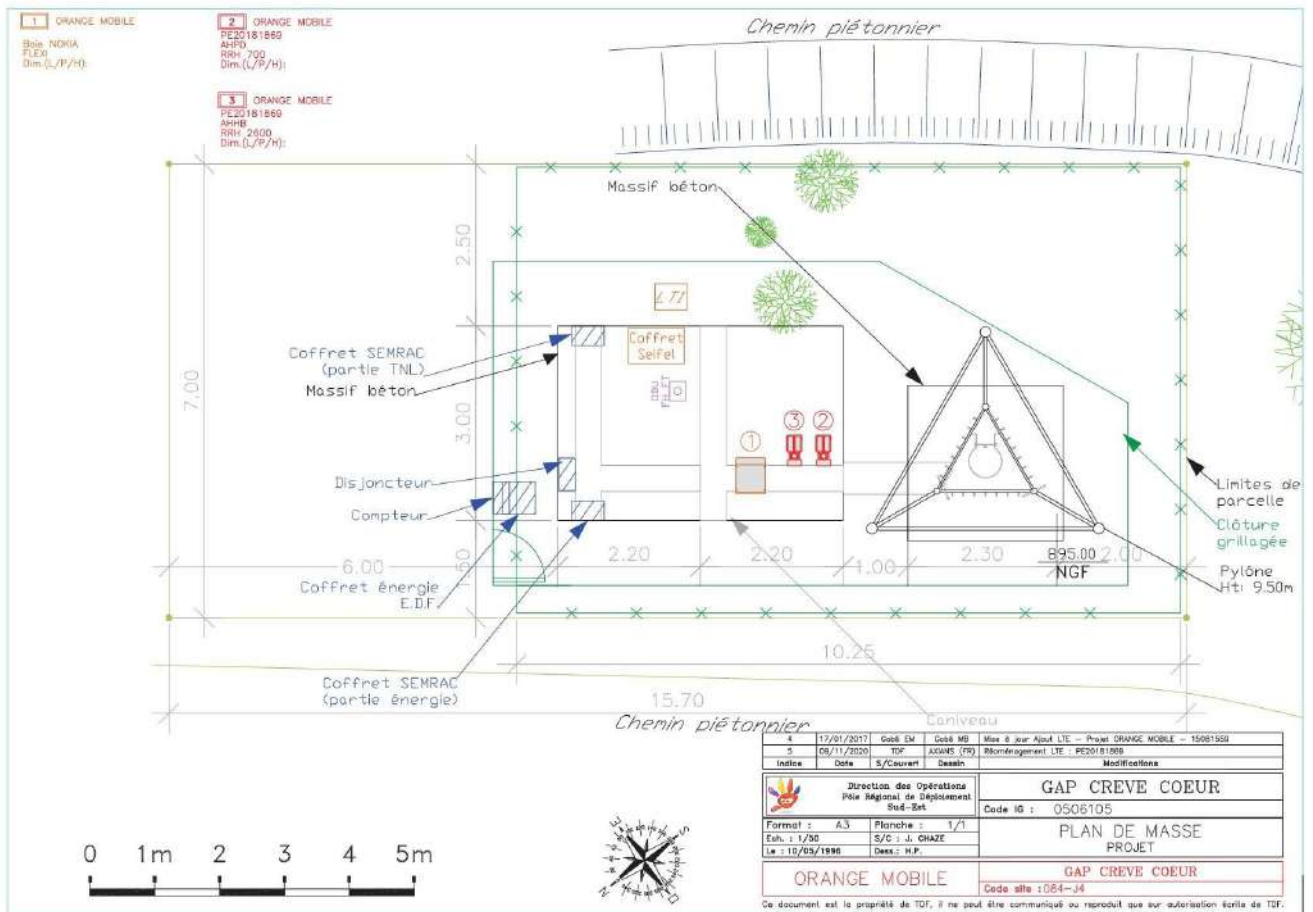 1 ORANGE MOBILE
Baie NOKIA
FLEXI
Dim.(L/P/H):
2 ORANGE MOBILE
PE20181869
AHPD
RRH 700
Dim.(L/P/H):
3 ORANGE MOBILE
PE20181869
AHHB
RRH 2600
Dim.(L/P/H):
Chemin piétonnier
Massif béton
2.50
LTI
Coffret SEMRAC
(partie TNL)
Coffret
Seifel
Massif béton
7.00
3.00
3
2
1
Disjoncteur
Compteur
Limites de
parcelle
Clôture
grillagée
6.00
1.50
2.20
2.20
1.00
2.30
2.00
895.00
NGF
Coffret énergie
E.D.F
Pylône
Ht: 9.50m
10.25
Coffret SEMRAC
(partie énergie)
15.70
Chemin piétonnier
Caniveau
4 17/01/2017 Gobé EM Gobé MB Mise à jour Ajout LTE - Projet ORANGE MOBILE - 15081559
5 09/11/2020 TDF AXIANS (FR) Réaménagement LTE : PE20181869
Indice Date S/Couvert Dessin Modifications
Direction des Opérations
Pôle Régional de Déploiement
Sud-Est
GAP CREVE COEUR
Code IG : 0506105
Format : A3 Planche : 1/1
Ech. : 1/50 S/C : J. CHAZE
Le : 10/05/1996 Dess.: H.P.
PLAN DE MASSE
PROJET
ORANGE MOBILE
GAP CREVE COEUR
Code site :084-J4
Ce document est la propriété de TDF, il ne peut être communiqué ou reproduit que sur autorisation écrite de TDF.
0 1m 2 3 4 5m
N
E
S
O